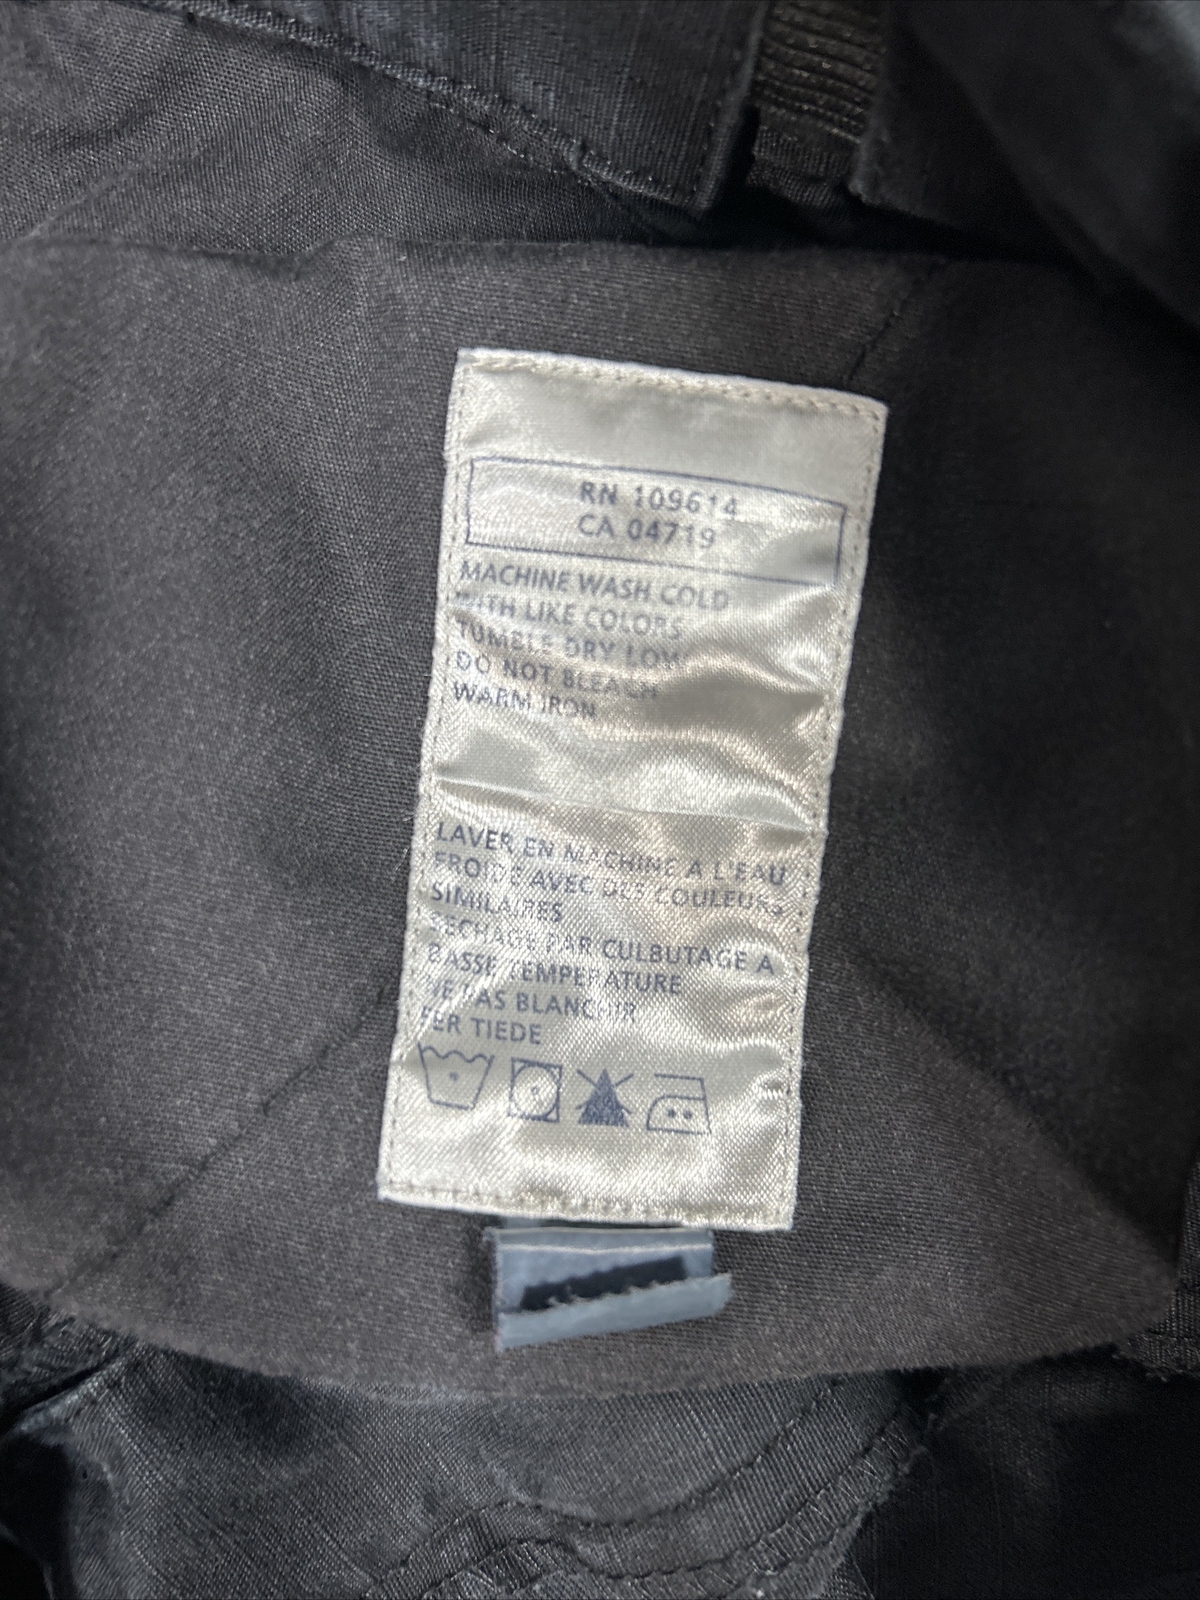 RN 109614
CA 04719
MACHINE WASH COLD
WITH LIKE COLORS
TUMBLE DRY LOW
DO NOT BLEACH
WARM IRON
LAVER EN MACHINE A L'EAU
FROIDE AVEC DES COULEURS
SIMILAIRES
SECHAGE PAR CULBUTAGE A
BASSE TEMPERATURE
NE PAS BLANCHIR
FER TIEDE